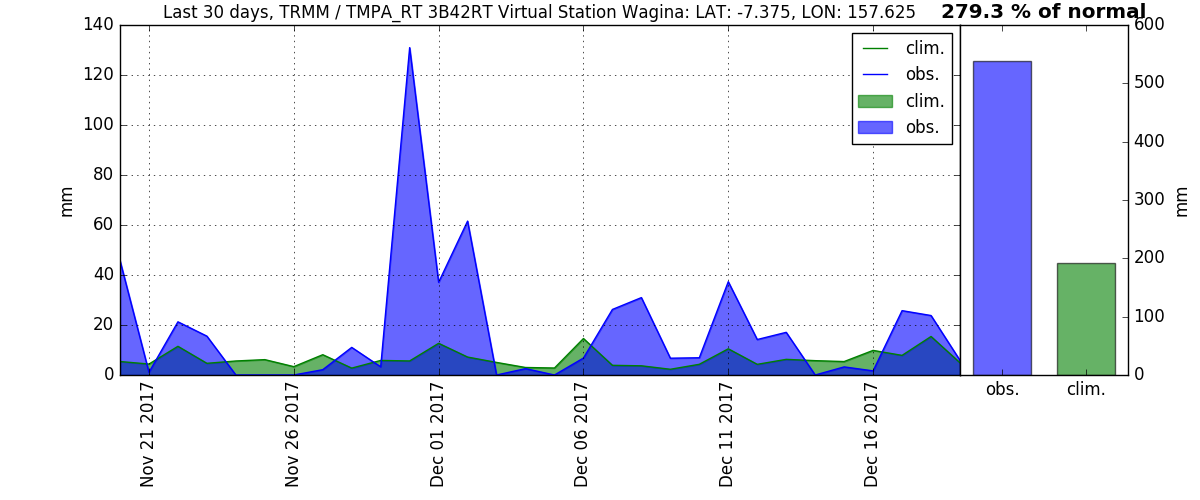 Last 30 days, TRMM / TMPA_RT 3B42RT Virtual Station Wagina: LAT: -7.375, LON: 157.625
279.3 % of normal
140
120
100
80
60
40
20
0
mm
clim.
obs.
clim.
obs.
Nov 21 2017
Nov 26 2017
Dec 01 2017
Dec 06 2017
Dec 11 2017
Dec 16 2017
600
500
400
300
200
100
0
mm
obs.
clim.